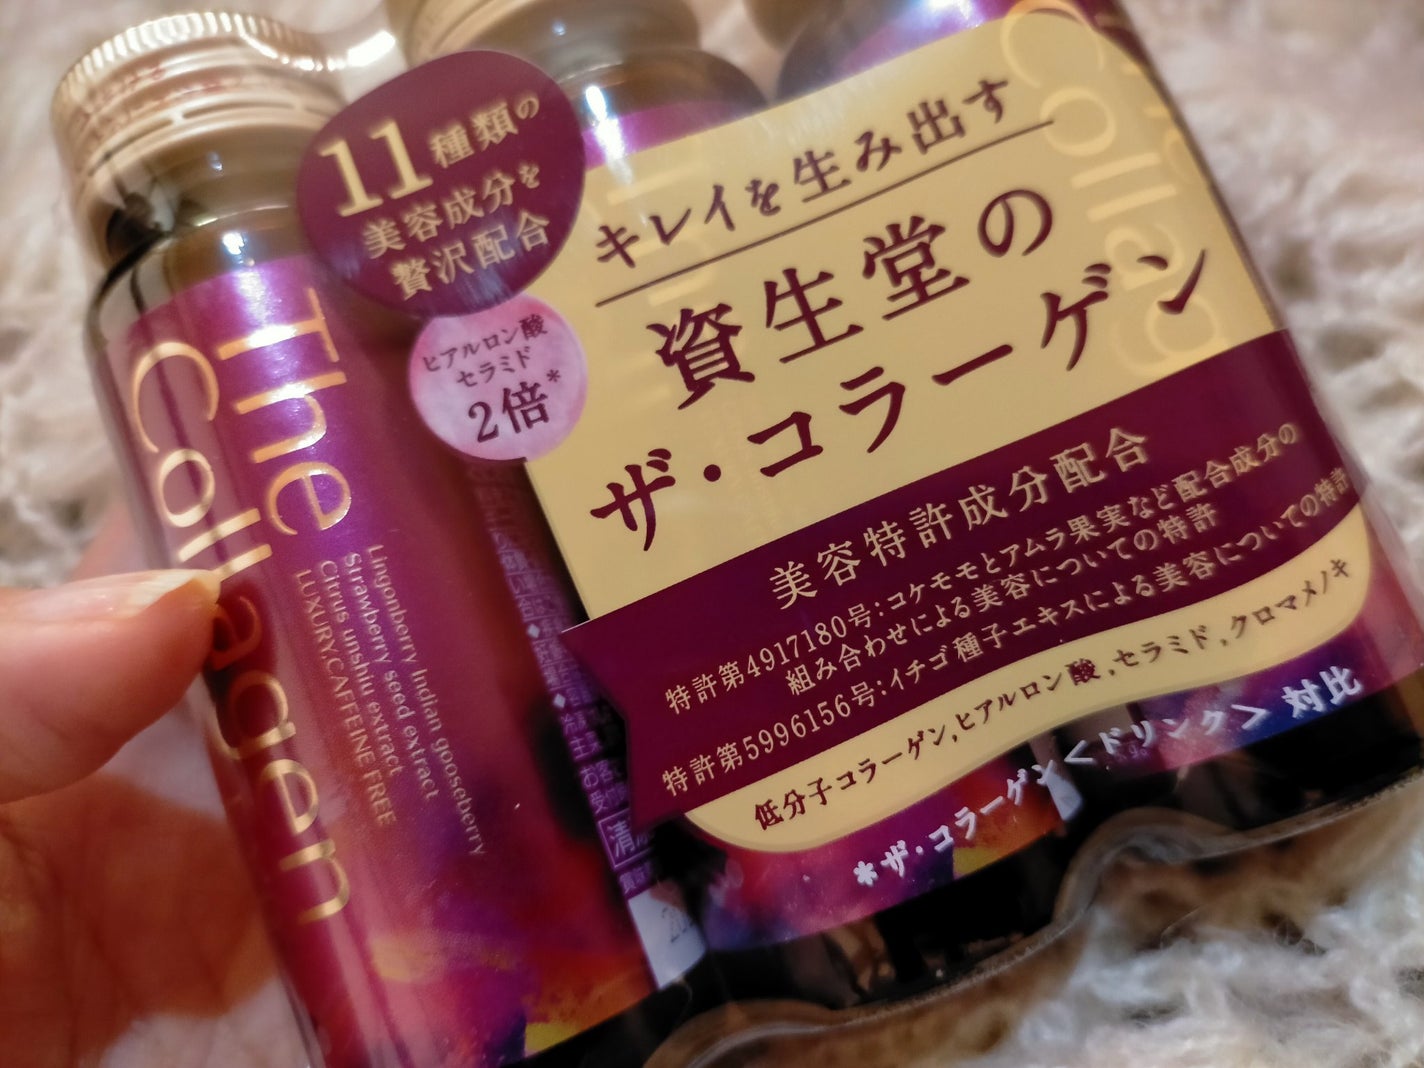 11種類の
美容成分を
贅沢配合
ヒアルロン酸
セラミド
2倍*
キレイを生み出す
資生堂の
ザ・コラーゲン
美容特許成分配合
特許第4917180号:コケモモとアムラ果実など配合成分の
組み合わせによる美容についての特許
特許第5996156号:イチゴ種子エキスによる美容についての特許
低分子コラーゲン,ヒアルロン酸,セラミド,クロマメノキ
*ザ・コラーゲン<ドリンク>対比
The
Collagen
Lingonberry Indian gooseberry
Strawberry seed extract
Citrus unshiu extract
LUXURY,CAFFEINE FREE